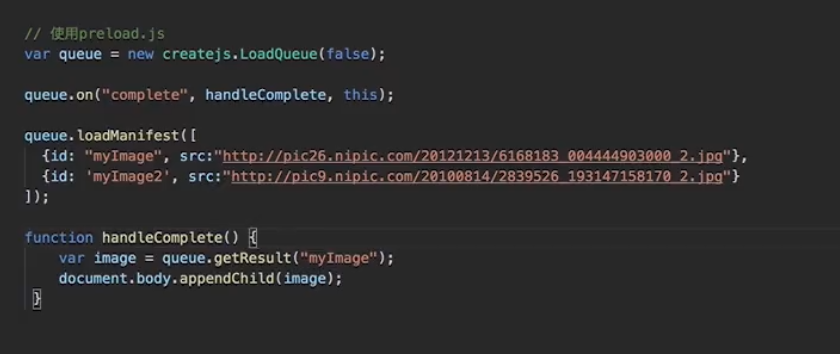 // 使用preload.js
var queue = new createjs.LoadQueue(false);
queue.on("complete", handleComplete, this);
queue.loadManifest([
{id: "myImage", src:"http://pic26.nipic.com/20121213/6168183_004444903000_2.jpg"},
{id: 'myImage2', src:"http://pic9.nipic.com/20100814/2839526_193147158170_2.jpg"}
]);
function handleComplete() {
var image = queue.getResult("myImage");
document.body.appendChild(image);
}